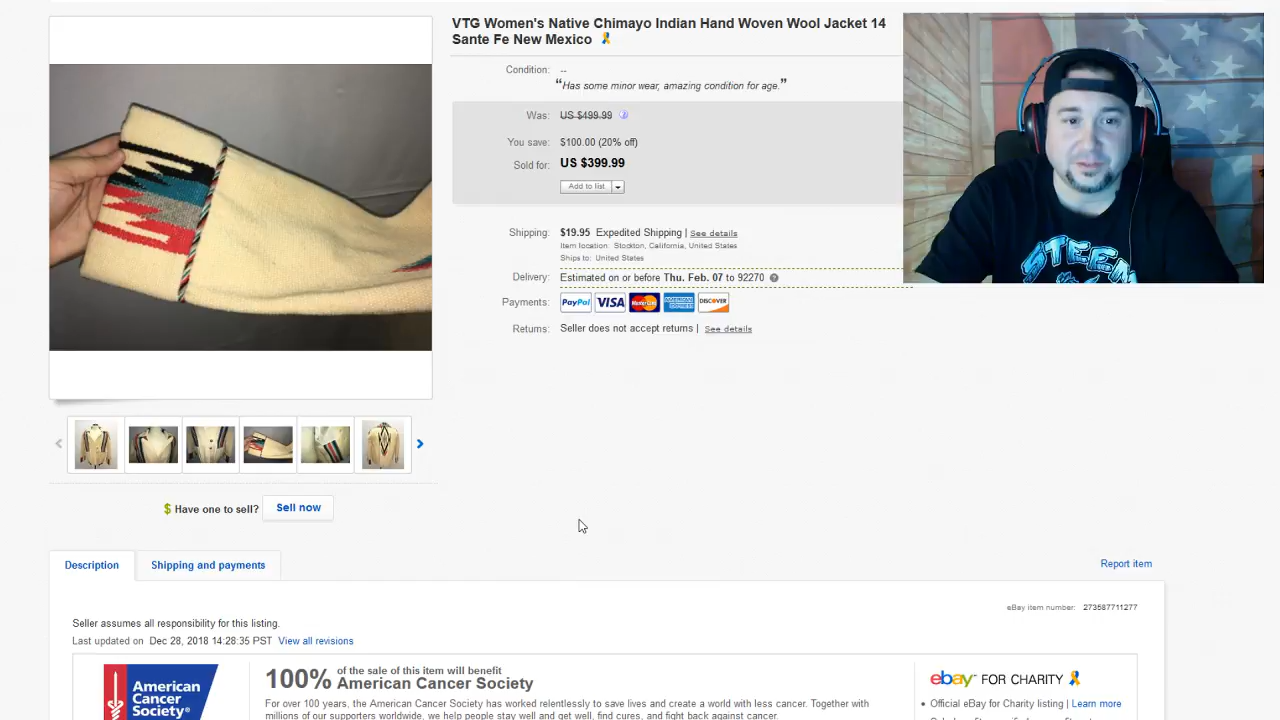 VTG Women's Native Chimayo Indian Hand Woven Wool Jacket 14
Sante Fe New Mexico
Condition: --
“Has some minor wear, amazing condition for age.”
Was: US $499.99
You save: $100.00 (20% off)
Sold for: US $399.99
Add to list
Shipping: $19.95 Expedited Shipping | See details
Item location: Stockton, California, United States
Ships to: United States
Delivery: Estimated on or before Thu. Feb. 07 to 92270
Payments: PayPal VISA MasterCard AMERICAN EXPRESS DISCOVER
Returns: Seller does not accept returns | See details
STEEM
$ Have one to sell? Sell now
Description
Shipping and payments
Report item
eBay item number: 273587711277
Seller assumes all responsibility for this listing.
Last updated on Dec 28, 2018 14:28:35 PST View all revisions
American
Cancer
Society®
100% of the sale of this item will benefit
American Cancer Society
For over 100 years, the American Cancer Society has worked relentlessly to save lives and create a world with less cancer. Together with
millions of our supporters worldwide, we help people stay well and get well, find cures, and fight back against cancer.
ebay™ FOR CHARITY
Official eBay for Charity listing | Learn more